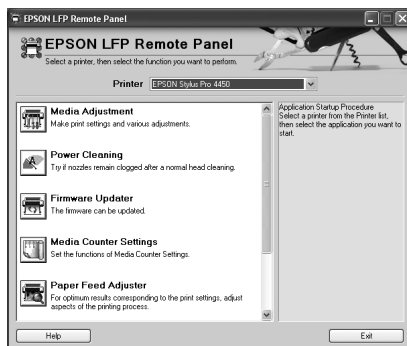 EPSON LFP Remote Panel
EPSON LFP Remote Panel
Select a printer, then select the function you want to perform.
Printer
EPSON Stylus Pro 4450
Media Adjustment
Make print settings and various adjustments.
Power Cleaning
Try if nozzles remain clogged after a normal head cleaning.
Firmware Updater
The firmware can be updated.
Media Counter Settings
Set the functions of Media Counter Settings.
Paper Feed Adjuster
For optimum results corresponding to the print settings, adjust
aspects of the printing process.
Application Startup Procedure
Select a printer from the Printer list,
then select the application you want to
start.
Help
Exit